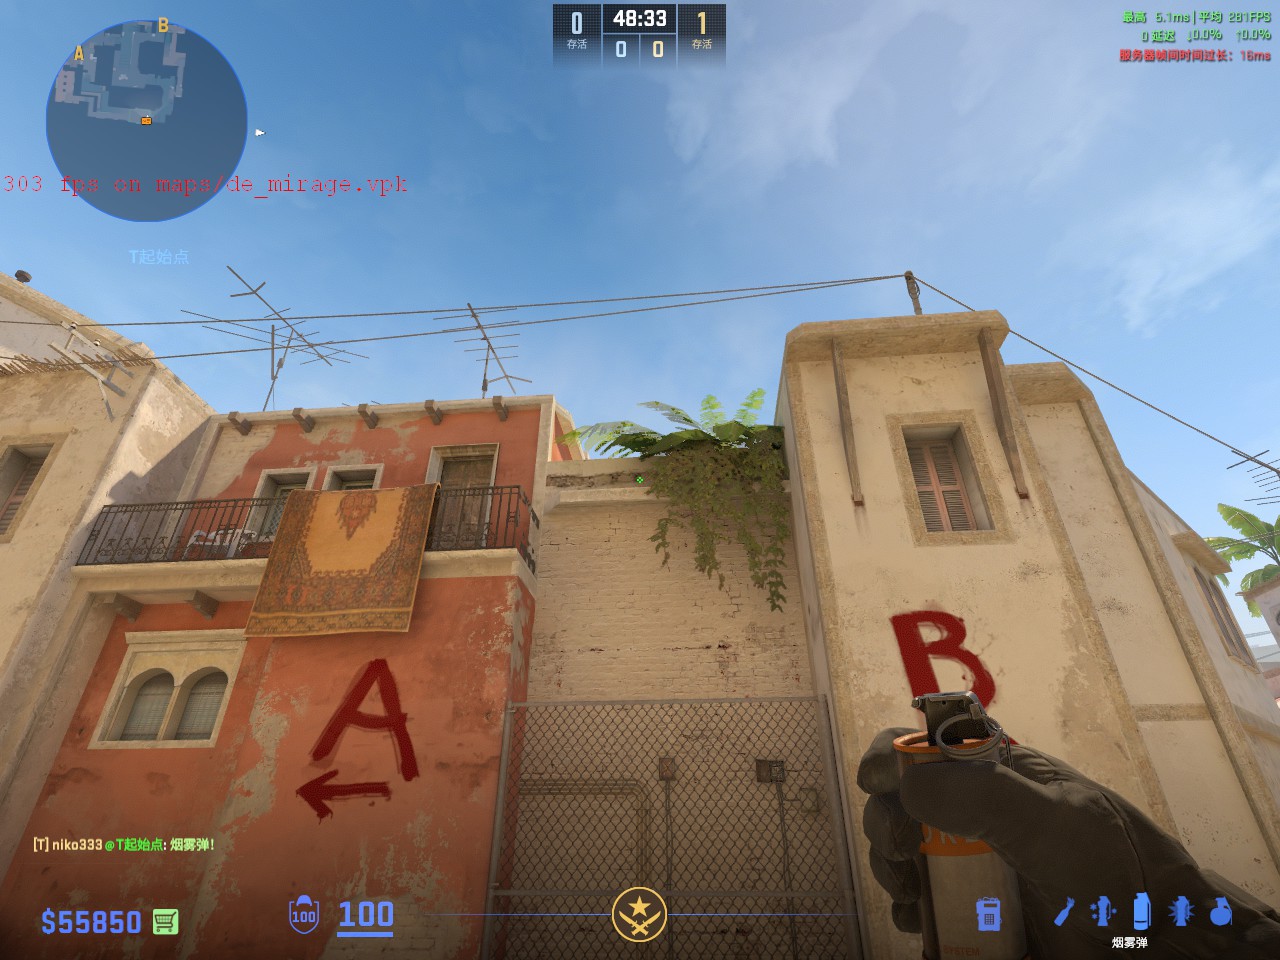 B
A
0
存活
48:33
0
0
1
存活
最高 5.1ms | 平均 281FPS
0 延迟 ↓0.0% ↑0.0%
服务器帧间时间过长: 16ms
303 fps on maps/de_mirage.vpk
T起始点
B
A
[T] niko333@T起始点: 烟雾弹!
$55850
100
100
烟雾弹